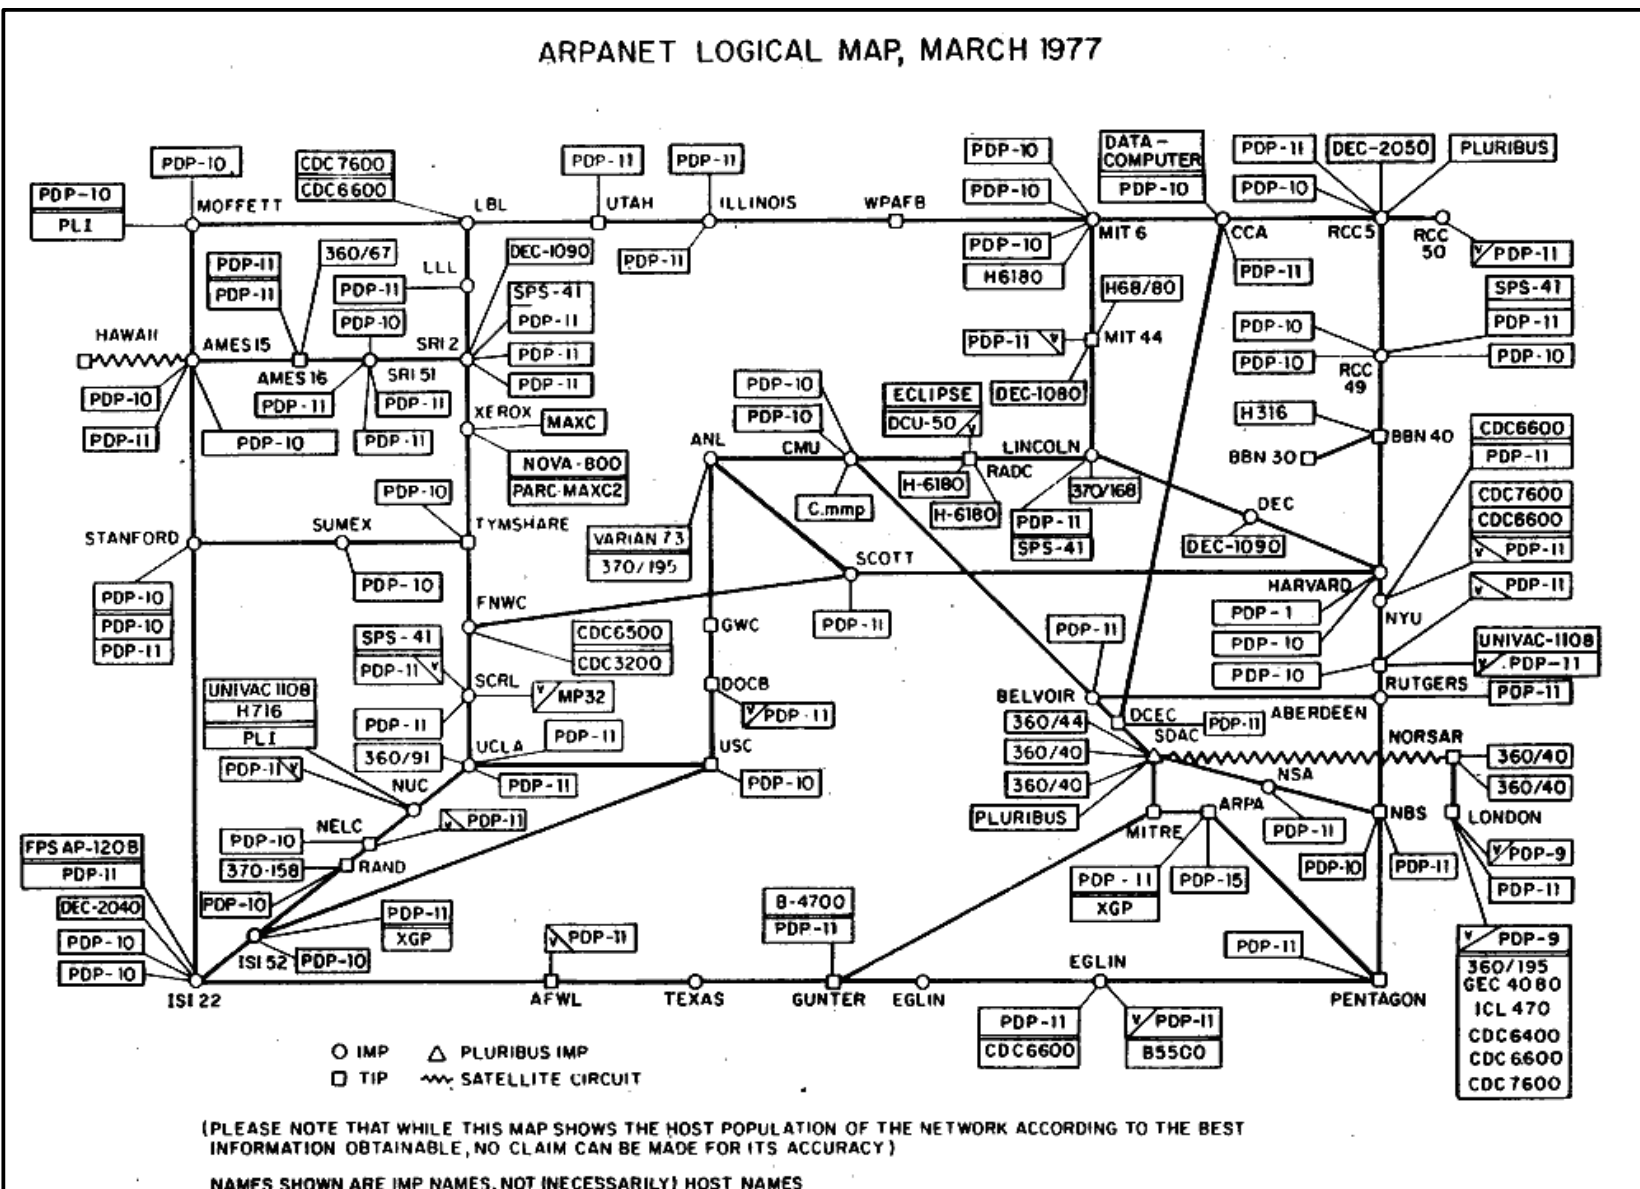 ARPANET LOGICAL MAP, MARCH 1977
PDP-10
CDC 7600
CDC 6600
PDP-11
PDP-11
PDP-10
DATA-
COMPUTER
PDP-10
PDP-11
DEC-2050
PLURIBUS
PDP-10
PLI
PDP-10
PDP-10
MOFFETT
LBL
UTAH
ILLINOIS
WPAFB
MIT 6
CCA
RCC 5
RCC
50
PDP-11
PDP-10
H6180
PDP-11
V PDP-11
PDP-11
PDP-11
360/67
LLL
PDP-11
PDP-10
DEC-1090
SPS-41
PDP-11
PDP-11
PDP-11
H68/80
PDP-11 V
MIT 44
DEC-1080
PDP-10
PDP-10
SPS-41
PDP-11
PDP-10
RCC
49
HAWAII
AMES 15
AMES 16
SRI 51
SRI 2
PDP-10
PDP-11
PDP-10
PDP-11
PDP-11
PDP-11
XEROX
MAXC
NOVA-800
PARC-MAXC2
PDP-10
PDP-10
ECLIPSE
DCU-50 V
H316
BBN 40
BBN 30
CDC6600
PDP-11
ANL
CMU
RADC
LINCOLN
C.mmp
H-6180
H-6180
370/168
PDP-11
SPS-41
DEC
DEC-1090
CDC7600
CDC6600
V PDP-11
PDP-10
TYMSHARE
STANFORD
SUMEX
PDP-10
PDP-10
PDP-10
PDP-11
VARIAN 73
370/195
SCOTT
PDP-11
HARVARD
PDP-1
PDP-10
NYU
V PDP-11
FNWC
CDC6500
CDC3200
GWC
PDP-11
PDP-10
RUTGERS
UNIVAC-1108
V PDP-11
SPS-41
PDP-11 V
SCRL
V MP32
PDP-11
DOCB
V PDP-11
BELVOIR
ABERDEEN
PDP-11
UNIVAC 1108
H716
PLI
PDP-11 V
360/91
UCLA
PDP-11
PDP-11
USC
PDP-10
360/44
360/40
360/40
PLURIBUS
DCEC
PDP-11
SDAC
NORSAR
360/40
360/40
NUC
NSA
PDP-11
NELC
PDP-10
V PDP-11
MITRE
ARPA
NBS
LONDON
PDP-10
PDP-11
V PDP-9
PDP-11
FPS AP-120B
PDP-11
370-158
RAND
PDP-10
PDP-11
XGP
PDP-15
DEC-2040
PDP-10
PDP-10
PDP-11
XGP
ISI 52
PDP-10
V PDP-11
B-4700
PDP-11
PDP-11
V PDP-9
360/195
GEC 4080
ICL 470
CDC6400
CDC6600
CDC7600
ISI 22
AFWL
TEXAS
GUNTER
EGLIN
EGLIN
PENTAGON
PDP-11
CDC6600
V PDP-11
B5500
IMP
PLURIBUS IMP
TIP
SATELLITE CIRCUIT
(PLEASE NOTE THAT WHILE THIS MAP SHOWS THE HOST POPULATION OF THE NETWORK ACCORDING TO THE BEST
INFORMATION OBTAINABLE, NO CLAIM CAN BE MADE FOR ITS ACCURACY)
NAMES SHOWN ARE IMP NAMES, NOT (NECESSARILY) HOST NAMES